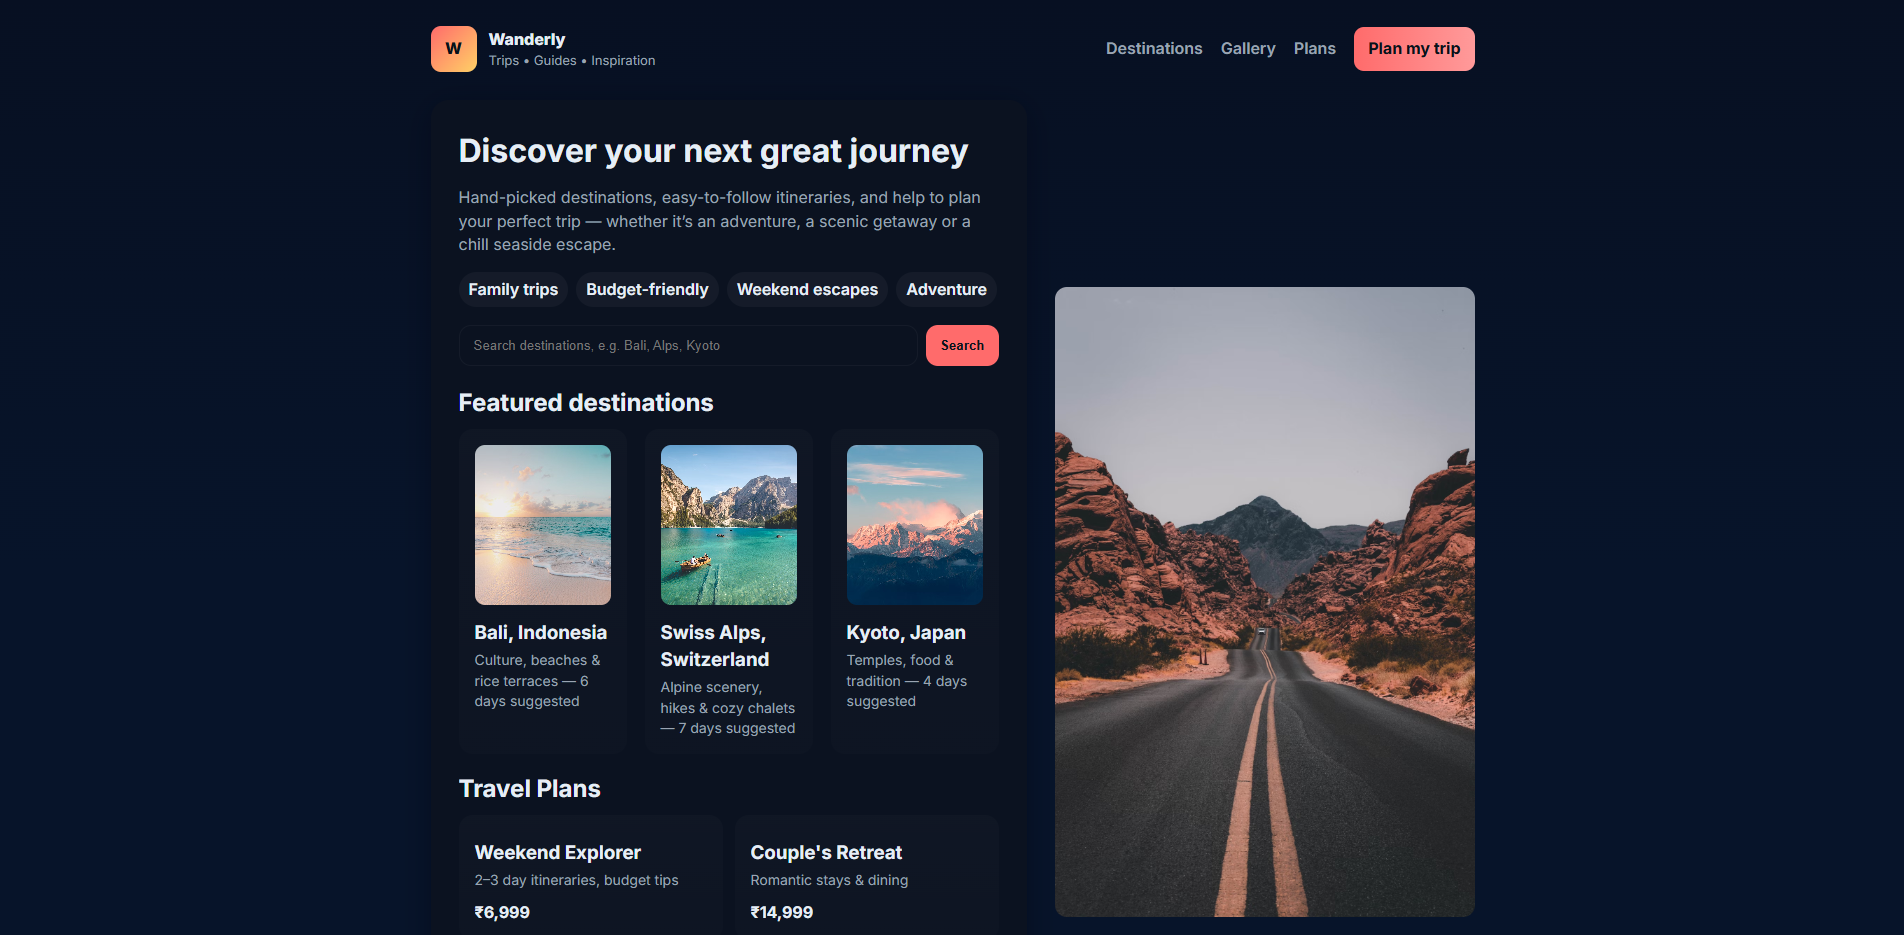 W
Wanderly
Trips • Guides • Inspiration
Destinations Gallery Plans Plan my trip
Discover your next great journey
Hand-picked destinations, easy-to-follow itineraries, and help to plan
your perfect trip — whether it’s an adventure, a scenic getaway or a
chill seaside escape.
Family trips Budget-friendly Weekend escapes Adventure
Search destinations, e.g. Bali, Alps, Kyoto Search
Featured destinations
Bali, Indonesia
Culture, beaches &
rice terraces — 6
days suggested
Swiss Alps,
Switzerland
Alpine scenery,
hikes & cozy chalets
— 7 days suggested
Kyoto, Japan
Temples, food &
tradition — 4 days
suggested
Travel Plans
Weekend Explorer
2–3 day itineraries, budget tips
₹6,999
Couple's Retreat
Romantic stays & dining
₹14,999